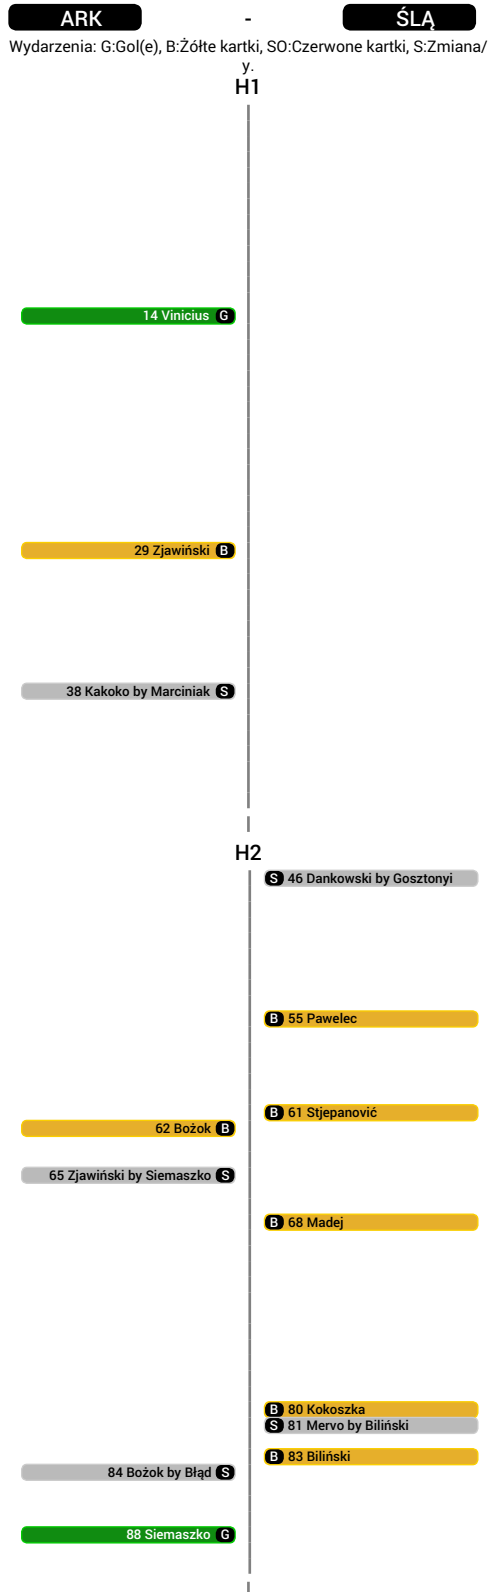 ARK - ŚLĄ
Wydarzenia: G:Gol(e), B:Żółte kartki, SO:Czerwone kartki, S:Zmiana/
y.
H1
14 Vinicius G
29 Zjawiński B
38 Kakoko by Marciniak S
H2
S 46 Dankowski by Gosztonyi
B 55 Pawelec
B 61 Stjepanović
62 Bożok B
65 Zjawiński by Siemaszko S
B 68 Madej
B 80 Kokoszka
S 81 Mervo by Biliński
B 83 Biliński
84 Bożok by Błąd S
88 Siemaszko G